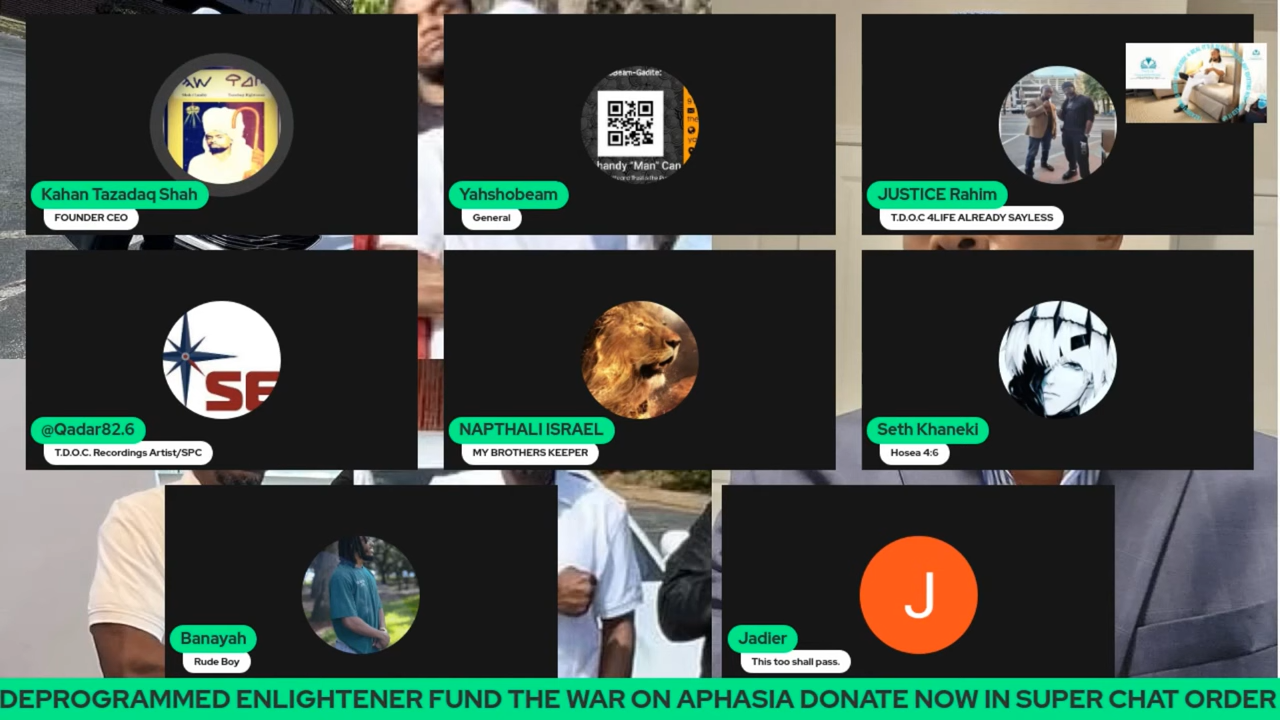 Kahan Tazadaq Shah
FOUNDER CEO
Yahshobeam
General
JUSTICE Rahim
T.D.O.C 4LIFE ALREADY SAYLESS
@Qadar82.6
T.D.O.C. Recordings Artist/SPC
SE
NAPTHALI ISRAEL
MY BROTHERS KEEPER
Seth Khaneki
Hosea 4:6
Banayah
Rude Boy
J
Jadier
This too shall pass.
DEPROGRAMMED ENLIGHTENER FUND THE WAR ON APHASIA DONATE NOW IN SUPER CHAT ORDER